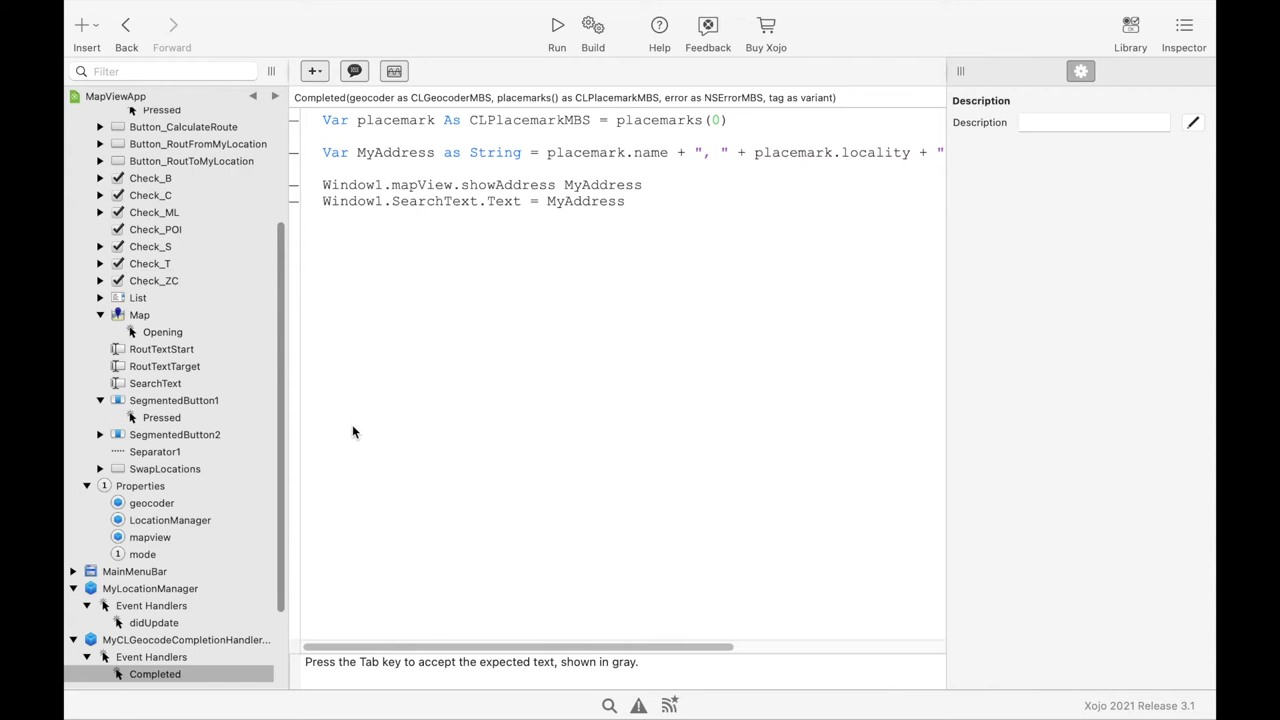 Insert
Back
Forward
Run
Build
Help
Feedback
Buy Xojo
Library
Inspector
Filter
MapViewApp
Pressed
Button_CalculateRoute
Button_RoutFromMyLocation
Button_RoutToMyLocation
Check_B
Check_C
Check_ML
Check_POI
Check_S
Check_T
Check_ZC
List
Map
Opening
RoutTextStart
RoutTextTarget
SearchText
SegmentedButton1
Pressed
SegmentedButton2
Separator1
SwapLocations
Properties
geocoder
LocationManager
mapview
mode
MainMenuBar
MyLocationManager
Event Handlers
didUpdate
MyCLGeocodeCompletionHandler...
Event Handlers
Completed
Completed(geocoder as CLGeocoderMBS, placemarks() as CLPlacemarkMBS, error as NSErrorMBS, tag as variant)
Var placemark As CLPlacemarkMBS = placemarks(0)
Var MyAddress as String = placemark.name + ", " + placemark.locality + "
Window1.mapView.showAddress MyAddress
Window1.SearchText.Text = MyAddress
Press the Tab key to accept the expected text, shown in gray.
Description
Description
Xojo 2021 Release 3.1